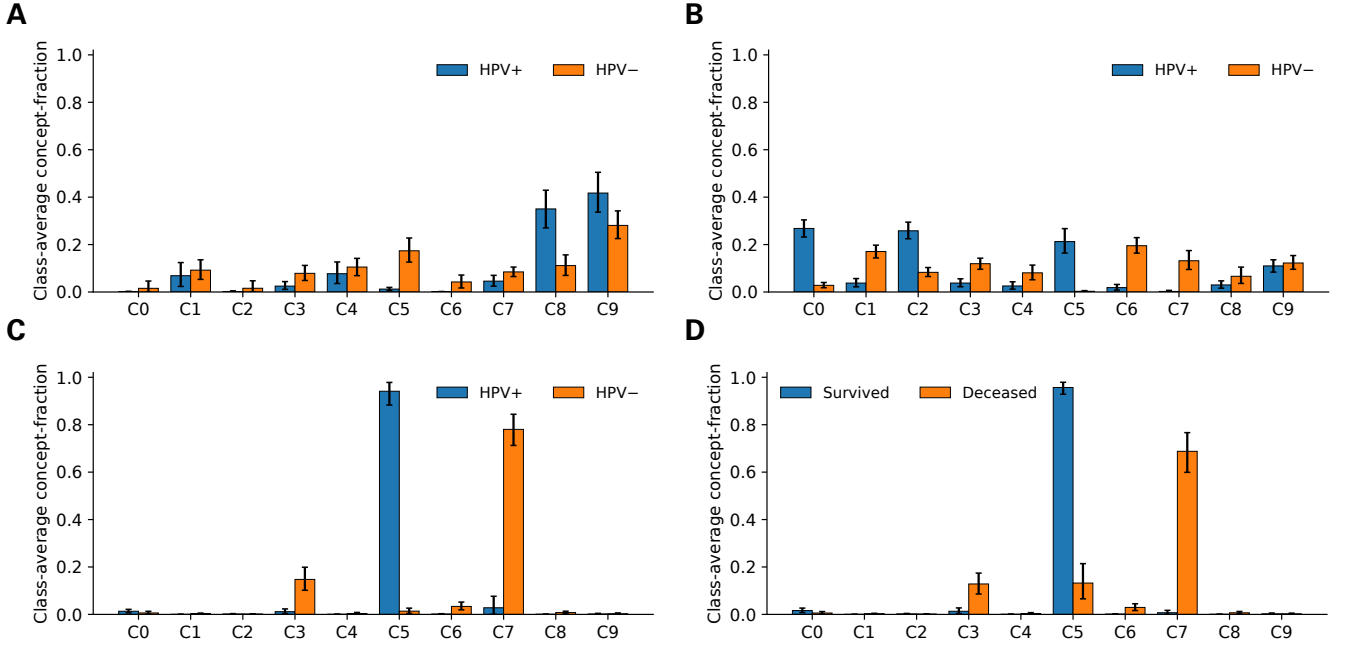 A
Class-average concept-fraction
1.0
0.8
0.6
0.4
0.2
0.0
HPV+ HPV−
C0 C1 C2 C3 C4 C5 C6 C7 C8 C9
B
Class-average concept-fraction
1.0
0.8
0.6
0.4
0.2
0.0
HPV+ HPV−
C0 C1 C2 C3 C4 C5 C6 C7 C8 C9
C
Class-average concept-fraction
1.0
0.8
0.6
0.4
0.2
0.0
HPV+ HPV−
C0 C1 C2 C3 C4 C5 C6 C7 C8 C9
D
Class-average concept-fraction
1.0
0.8
0.6
0.4
0.2
0.0
Survived Deceased
C0 C1 C2 C3 C4 C5 C6 C7 C8 C9